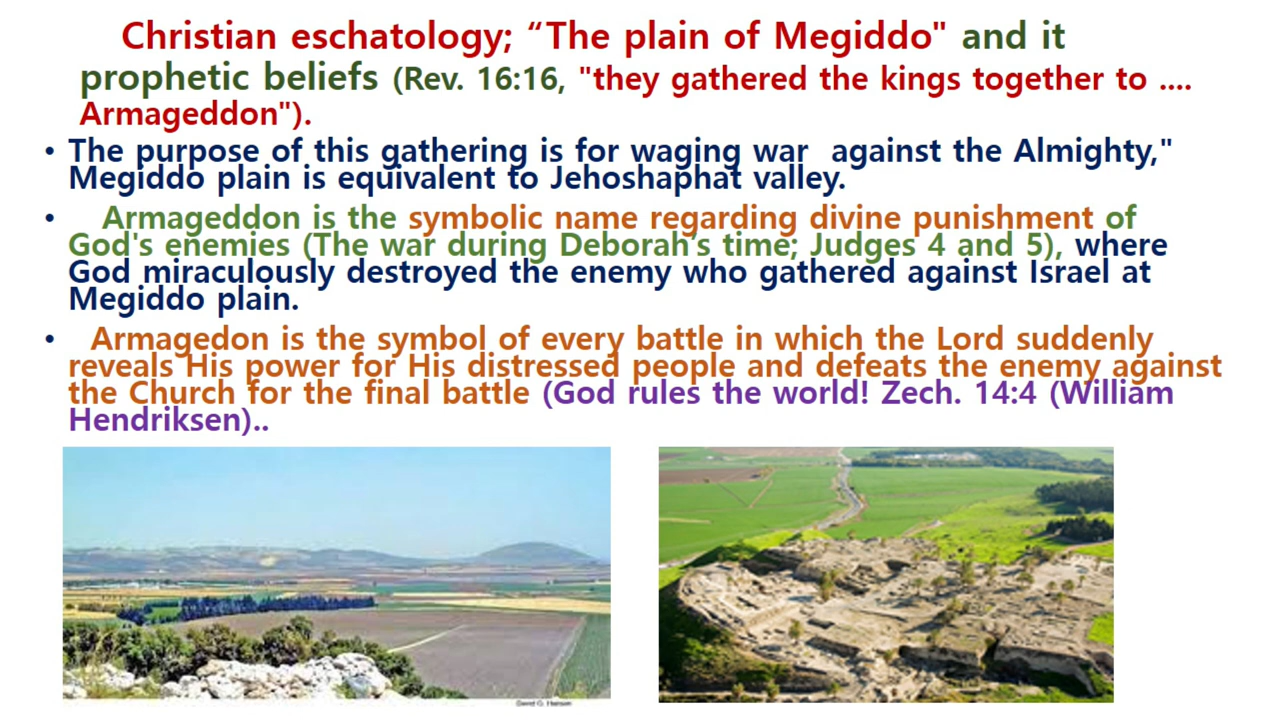 Christian eschatology; “The plain of Megiddo" and it
prophetic beliefs (Rev. 16:16, "they gathered the kings together to ....
Armageddon").
• The purpose of this gathering is for waging war  against the Almighty,"
Megiddo plain is equivalent to Jehoshaphat valley.
• Armageddon is the symbolic name regarding divine punishment of
God's enemies (The war during Deborah’s time; Judges 4 and 5), where
God miraculously destroyed the enemy who gathered against Israel at
Megiddo plain.
• Armagedon is the symbol of every battle in which the Lord suddenly
reveals His power for His distressed people and defeats the enemy against
the Church for the final battle (God rules the world! Zech. 14:4 (William
Hendriksen)..
David G. Hansen